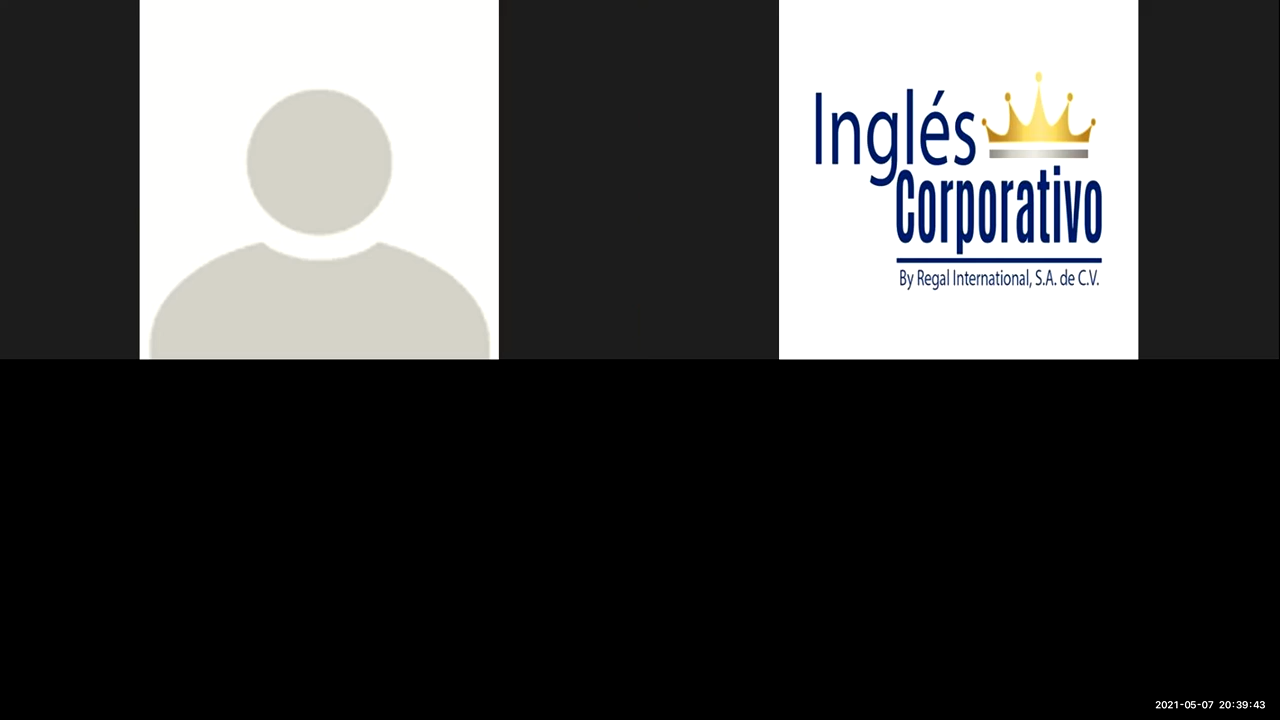 Inglés
Corporativo
By Regal International, S.A. de C.V.
2021-05-07 20:39:43